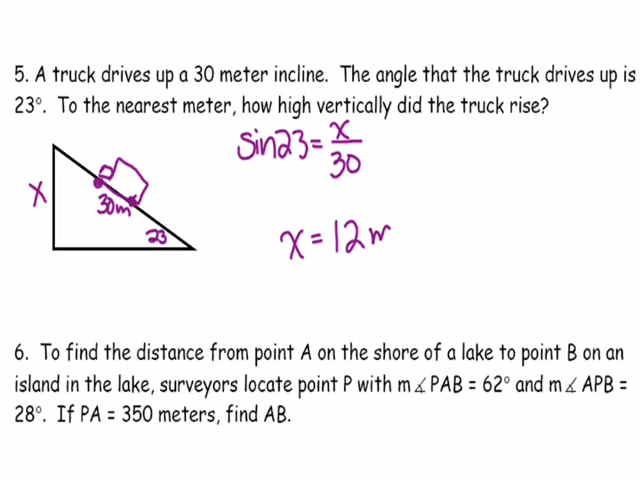 5. A truck drives up a 30 meter incline. The angle that the truck drives up is
23°. To the nearest meter, how high vertically did the truck rise?
sin23 = x/30
x
30m
23
x = 12m
6. To find the distance from point A on the shore of a lake to point B on an
island in the lake, surveyors locate point P with m∡PAB = 62° and m∡APB =
28°. If PA = 350 meters, find AB.